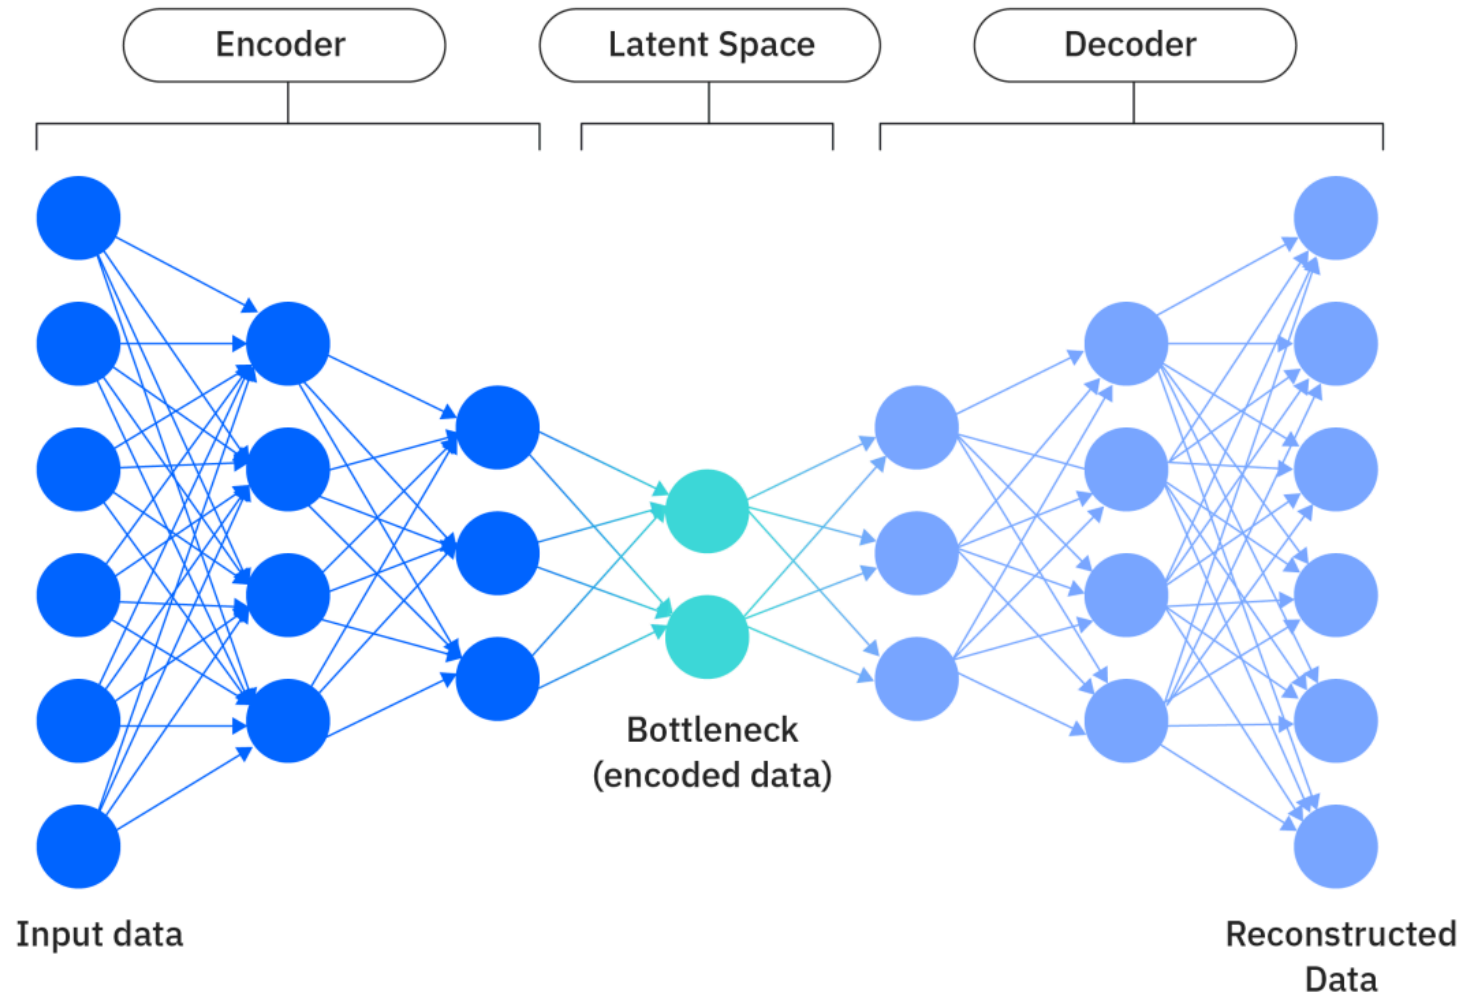 Encoder
Latent Space
Decoder
Bottleneck
(encoded data)
Input data
Reconstructed
Data